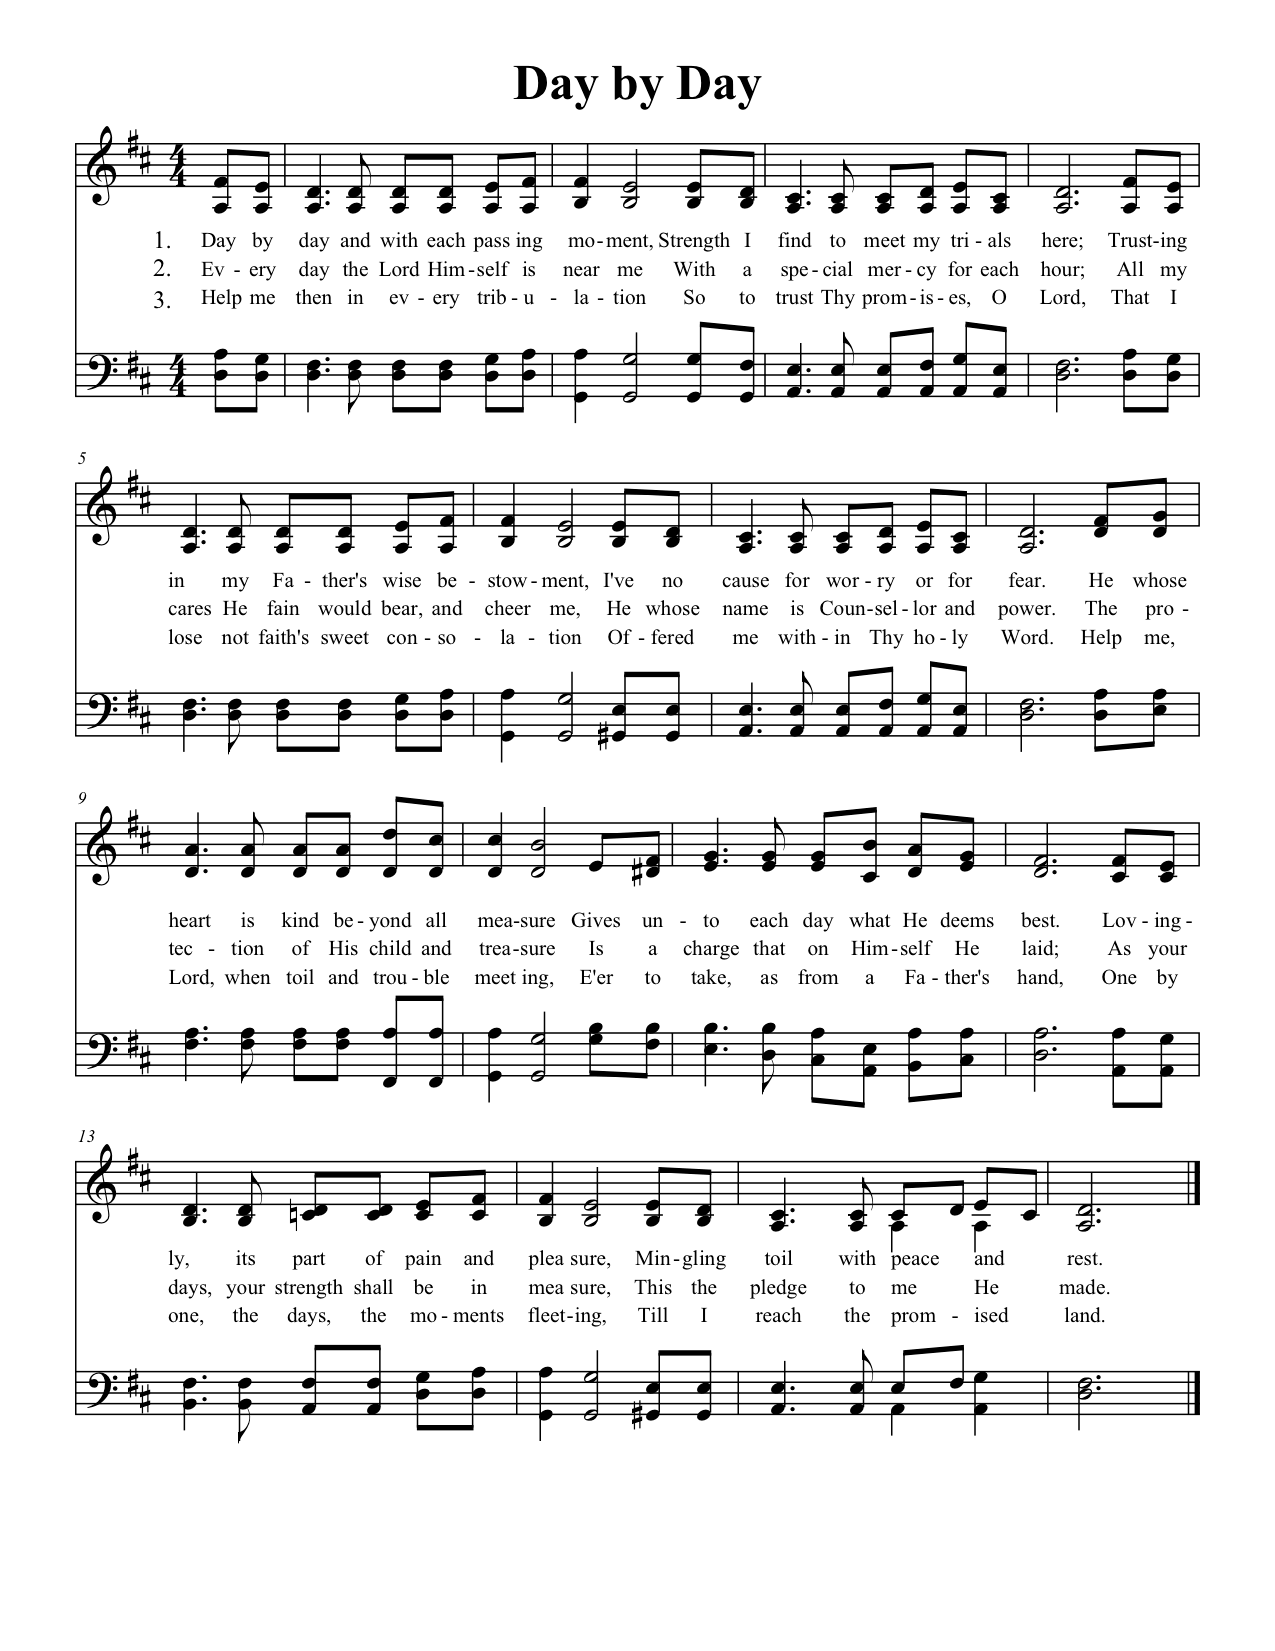 Day by Day
4 4
1. Day by day and with each pass ing mo - ment, Strength I find to meet my tri - als here; Trust - ing
2. Ev - ery day the Lord Him - self is near me With a spe - cial mer - cy for each hour; All my
3. Help me then in ev - ery trib - u - la - tion So to trust Thy prom - is - es, O Lord, That I
4 4
5
in my Fa - ther's wise be - stow - ment, I've no cause for wor - ry or for fear. He whose
cares He fain would bear, and cheer me, He whose name is Coun - sel - lor and power. The pro -
lose not faith's sweet con - so - la - tion Of - fered me with - in Thy ho - ly Word. Help me,
9
heart is kind be - yond all mea - sure Gives un - to each day what He deems best. Lov - ing -
tec - tion of His child and trea - sure Is a charge that on Him - self He laid; As your
Lord, when toil and trou - ble meet ing, E'er to take, as from a Fa - ther's hand, One by
13
ly, its part of pain and plea sure, Min - gling toil with peace and rest.
days, your strength shall be in mea sure, This the pledge to me He made.
one, the days, the mo - ments fleet - ing, Till I reach the prom - ised land.